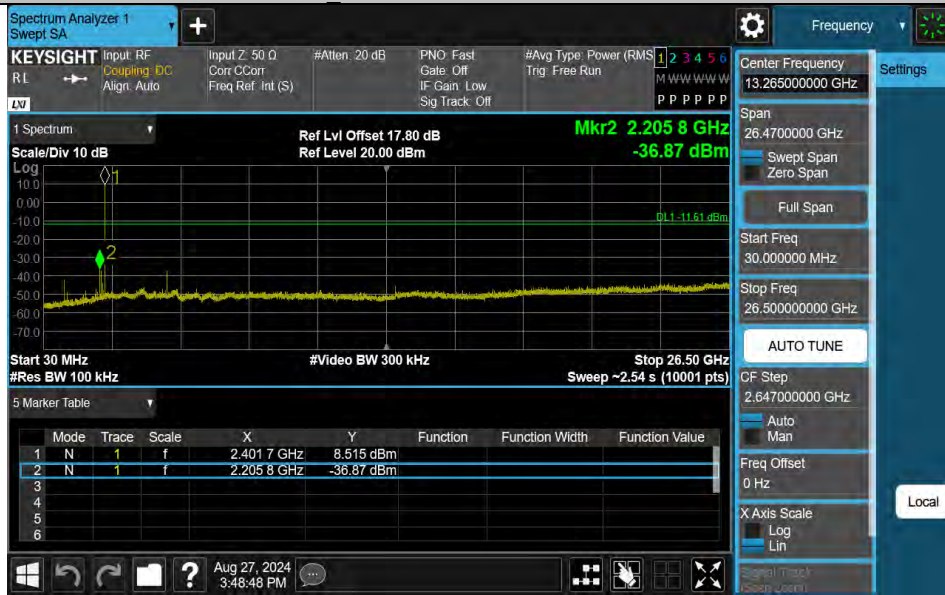 Spectrum Analyzer 1
Swept SA
+
Frequency
KEYSIGHT
RL
LXI
Input: RF
Coupling: DC
Align: Auto
Input Z: 50 Ω
Corr CCorr
Freq Ref: Int (S)
#Atten: 20 dB
PNO: Fast
Gate: Off
IF Gain: Low
Sig Track: Off
#Avg Type: Power (RMS
Trig: Free Run
1 2 3 4 5 6
M W W W W W
P P P P P P
1 Spectrum
Scale/Div 10 dB
Ref Lvl Offset 17.80 dB
Ref Level 20.00 dBm
Mkr2 2.205 8 GHz
-36.87 dBm
Log
10.0
0.00
-10.0
-20.0
-30.0
-40.0
-50.0
-60.0
-70.0
1
2
DL1 -11.61 dBm
Start 30 MHz
#Res BW 100 kHz
#Video BW 300 kHz
Stop 26.50 GHz
Sweep ~2.54 s (10001 pts)
5 Marker Table
Mode Trace Scale X Y Function Function Width Function Value
1 N 1 f 2.401 7 GHz 8.515 dBm
2 N 1 f 2.205 8 GHz -36.87 dBm
3
4
5
6
?
Aug 27, 2024
3:48:48 PM
Center Frequency
13.265000000 GHz
Span
26.4700000 GHz
Swept Span
Zero Span
Full Span
Start Freq
30.000000 MHz
Stop Freq
26.500000000 GHz
AUTO TUNE
CF Step
2.647000000 GHz
Auto
Man
Freq Offset
0 Hz
X Axis Scale
Log
Lin
Signal Track
(Span Zoom)
Settings
Local